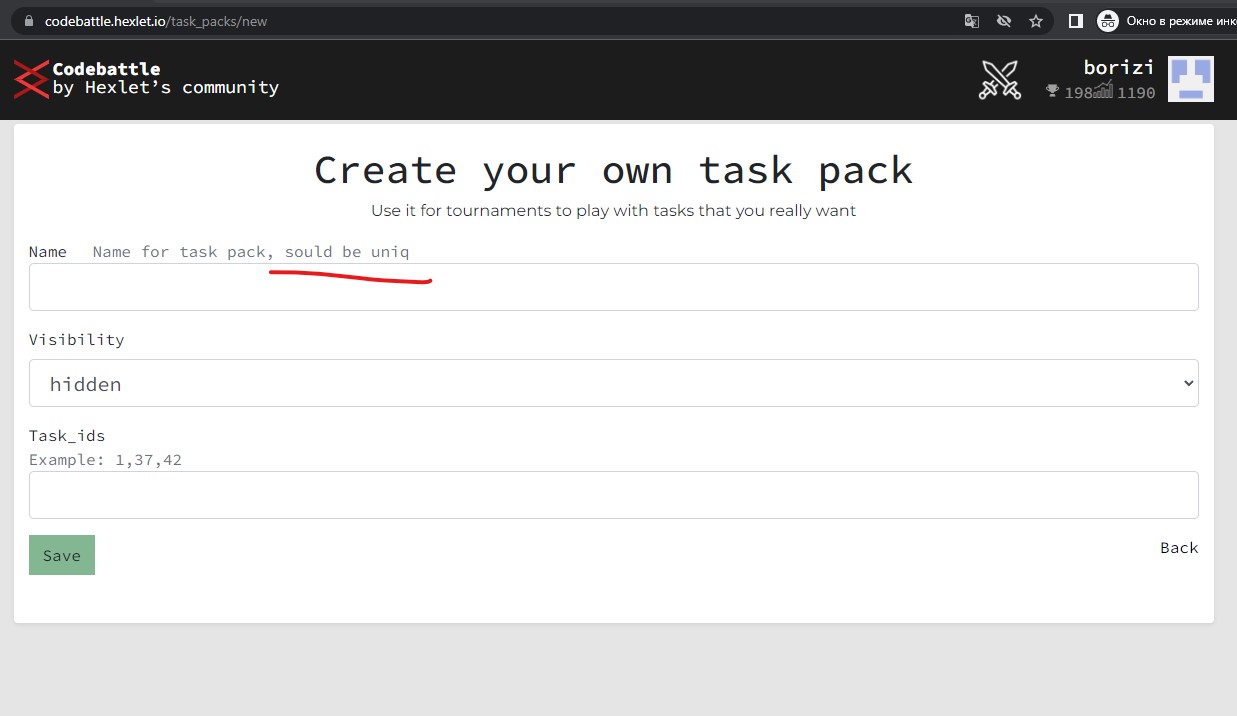 codebattle.hexlet.io/task_packs/new
Окно в режиме инк
Codebattle
by Hexlet's community
borizi
198 1190
Create your own task pack
Use it for tournaments to play with tasks that you really want
Name Name for task pack, sould be uniq
Visibility
hidden
Task_ids
Example: 1,37,42
Save
Back